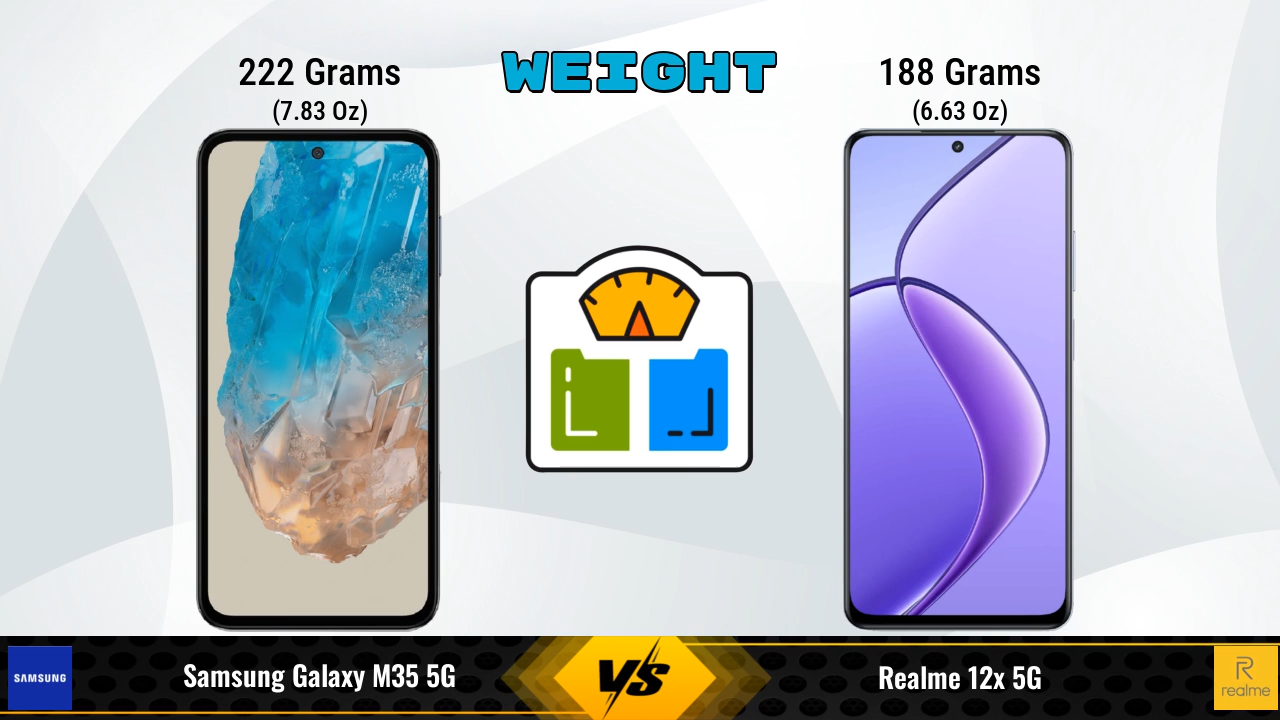 WEIGHT
222 Grams
(7.83 Oz)
188 Grams
(6.63 Oz)
SAMSUNG
Samsung Galaxy M35 5G
VS
Realme 12x 5G
R
realme